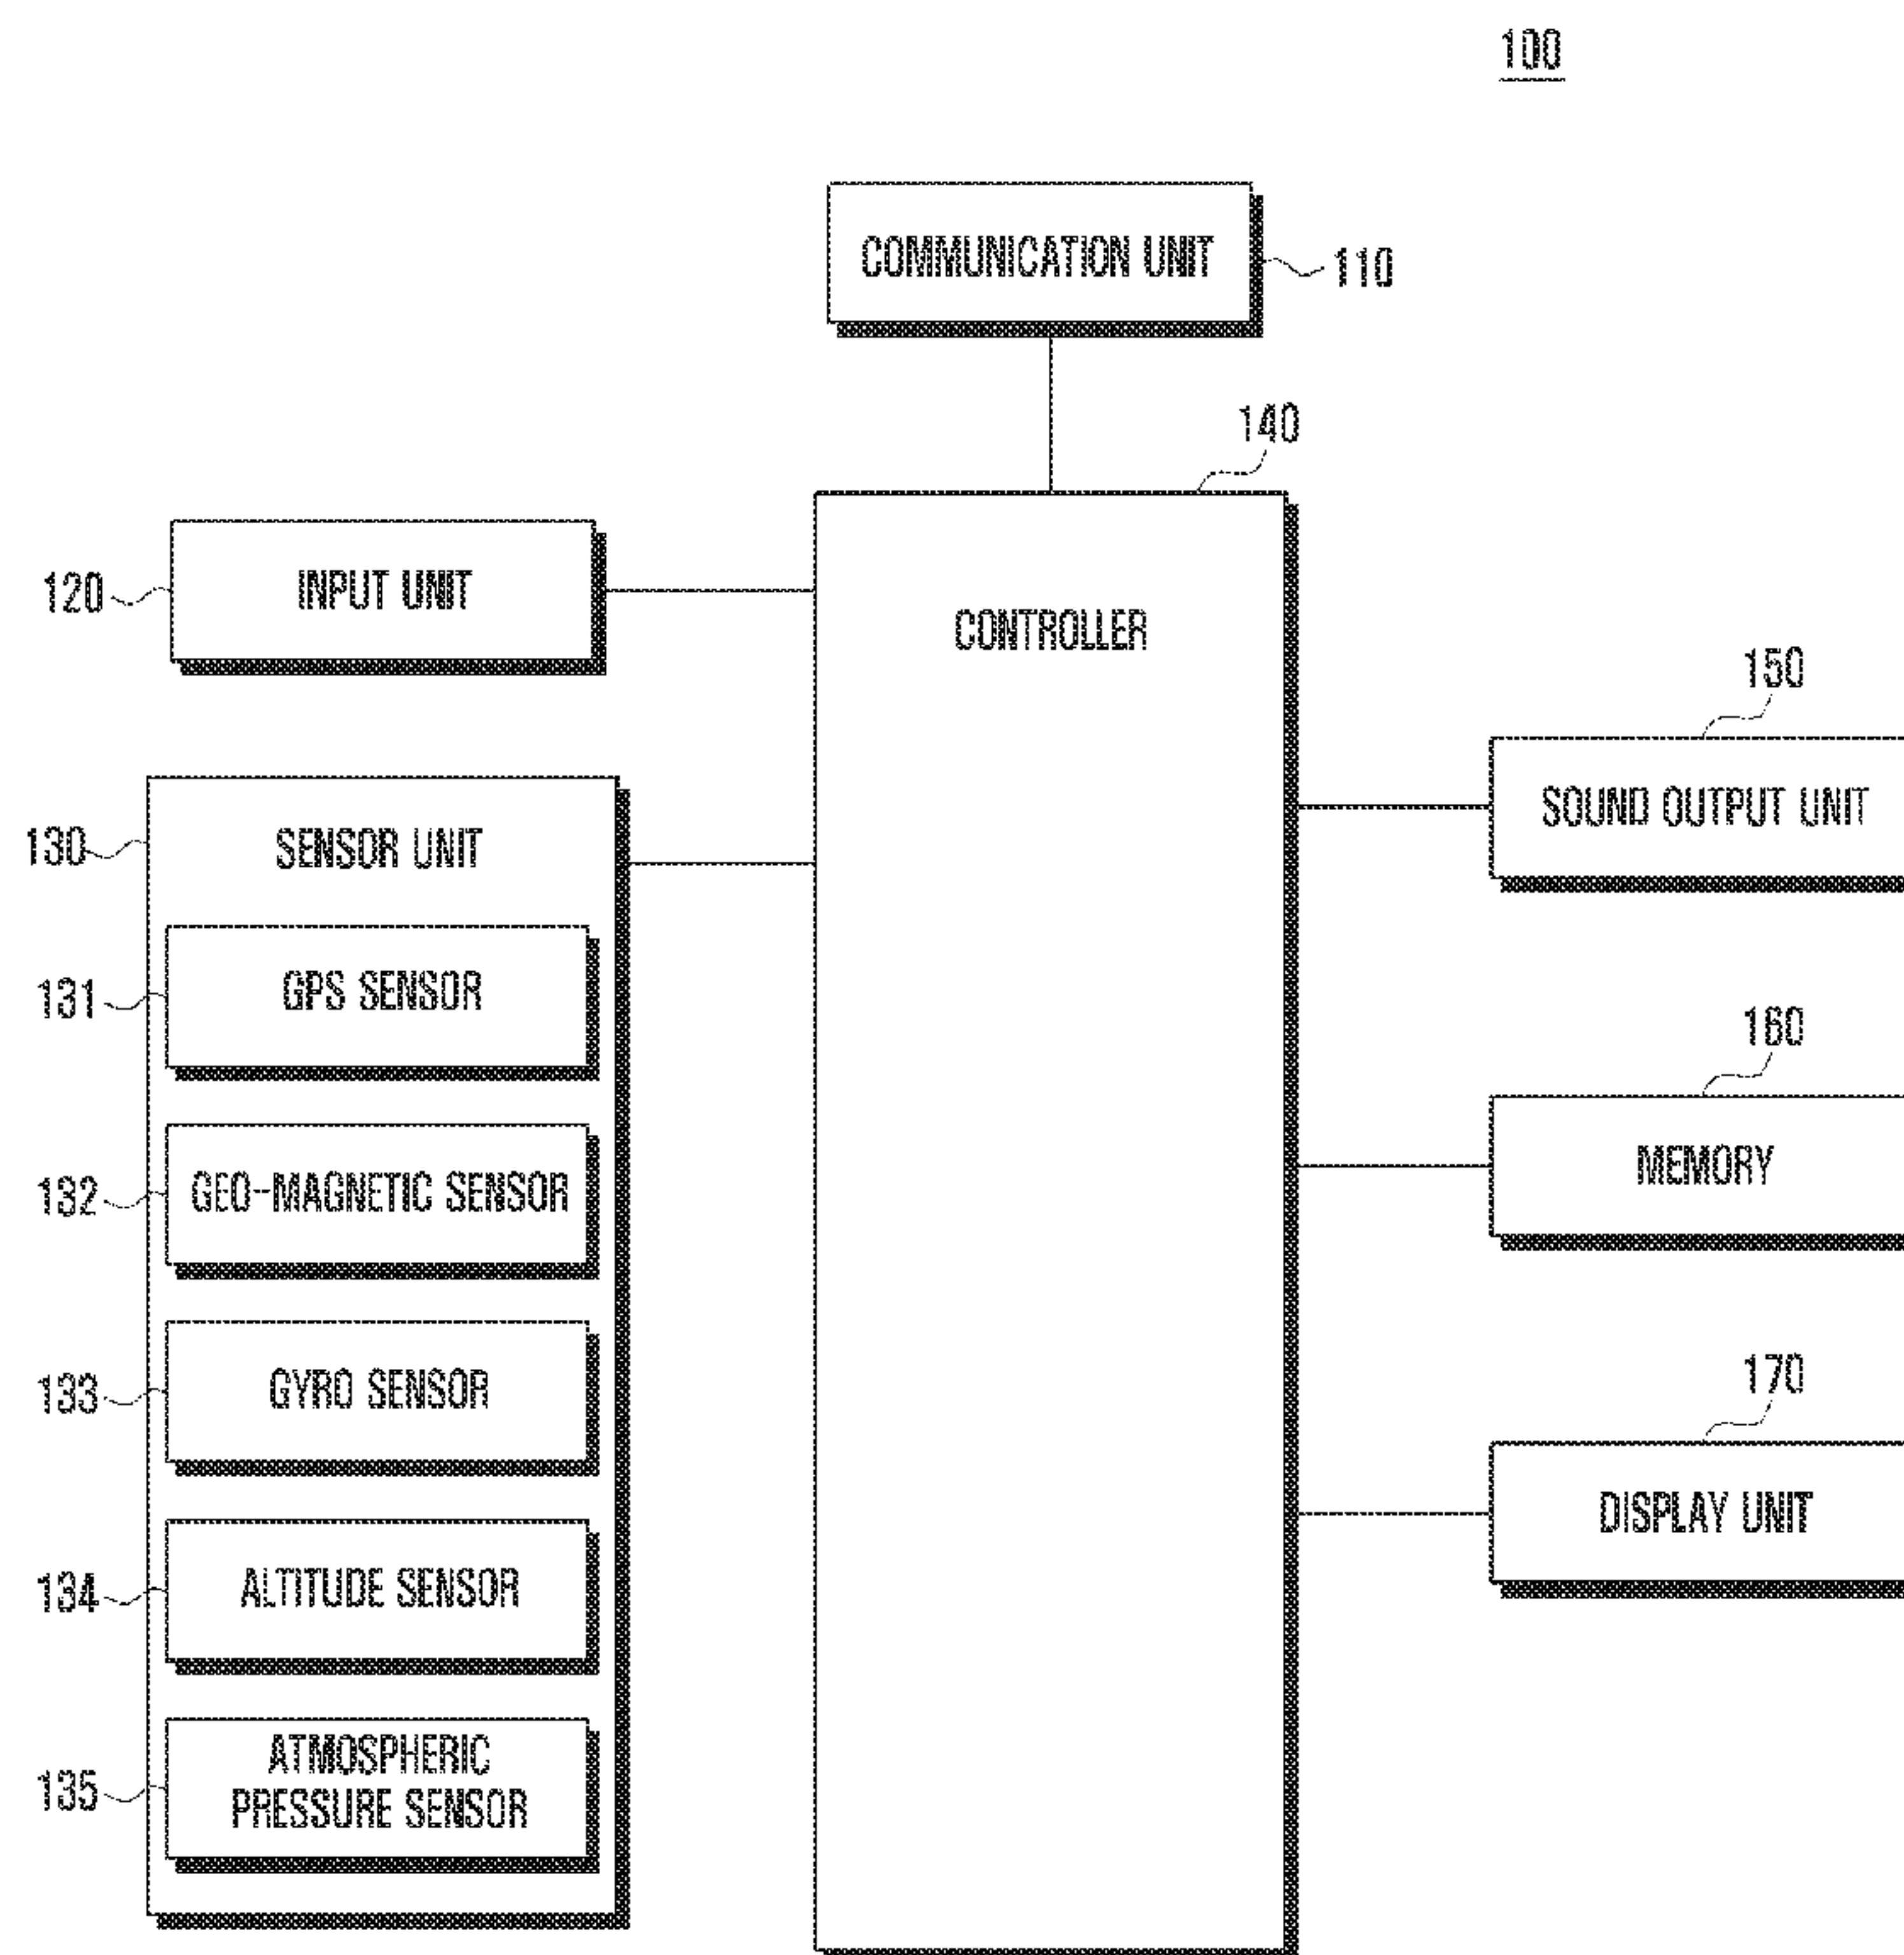 100
COMMUNICATION UNIT
110
140
120
INPUT UNIT
CONTROLLER
150
SOUND OUTPUT UNIT
130
SENSOR UNIT
131
GPS SENSOR
160
MEMORY
132
GEO-MAGNETIC SENSOR
133
GYRO SENSOR
170
DISPLAY UNIT
134
ALTITUDE SENSOR
135
ATMOSPHERIC
PRESSURE SENSOR